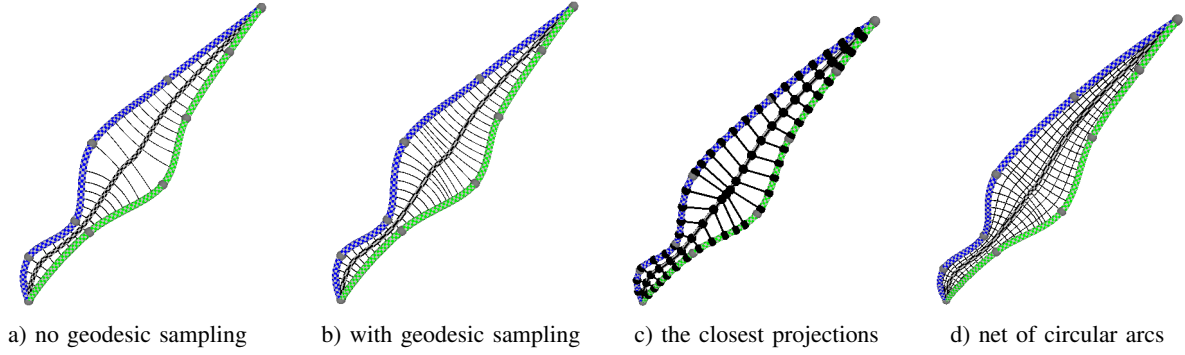 a) no geodesic sampling
b) with geodesic sampling
c) the closest projections
d) net of circular arcs